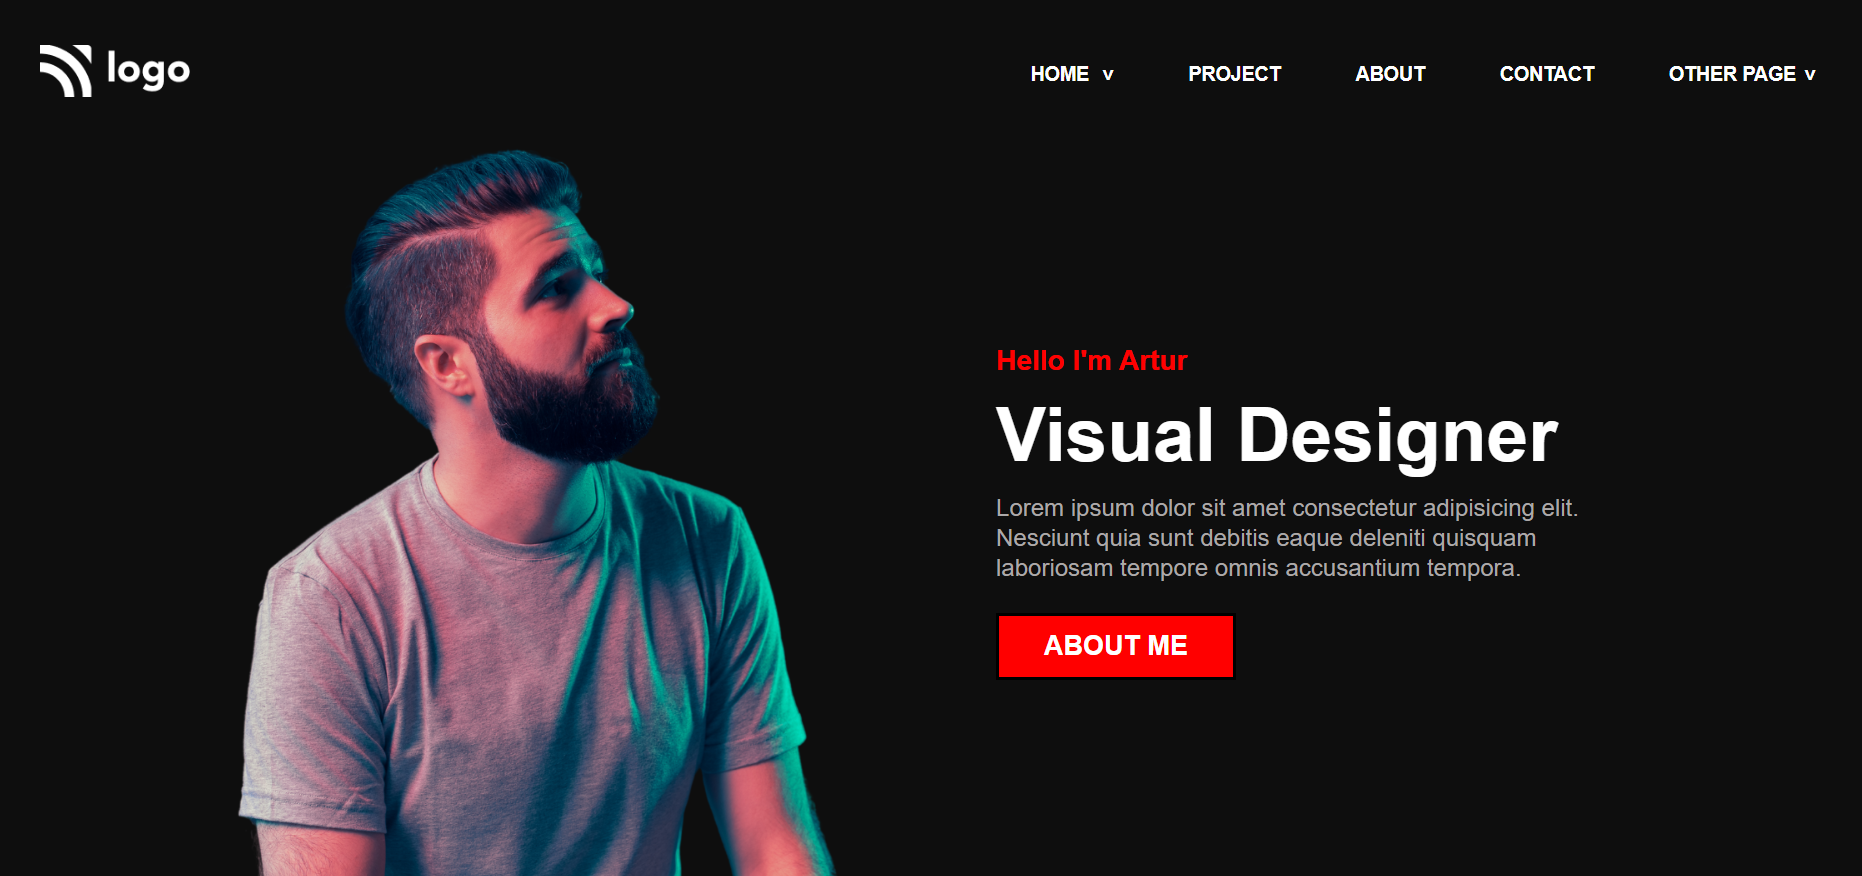 logo
HOME v
PROJECT
ABOUT
CONTACT
OTHER PAGE v
Hello I'm Artur
Visual Designer
Lorem ipsum dolor sit amet consectetur adipisicing elit.
Nesciunt quia sunt debitis eaque deleniti quisquam
laboriosam tempore omnis accusantium tempora.
ABOUT ME